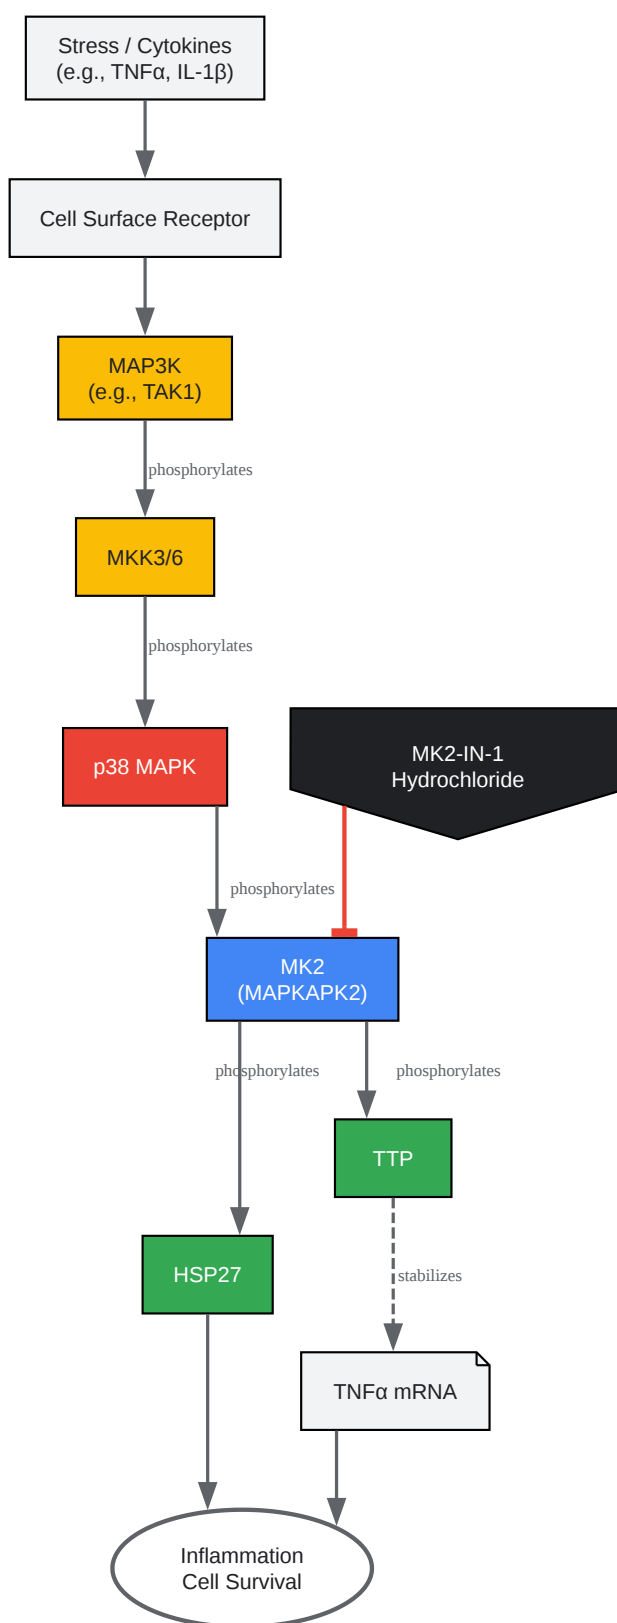 Stress / Cytokines
(e.g., TNFα, IL-1β)
Cell Surface Receptor
MAP3K
(e.g., TAK1)
phosphorylates
MKK3/6
phosphorylates
p38 MAPK
MK2-IN-1
Hydrochloride
phosphorylates
MK2
(MAPKAPK2)
phosphorylates
phosphorylates
TTP
HSP27
stabilizes
TNFα mRNA
Inflammation
Cell Survival